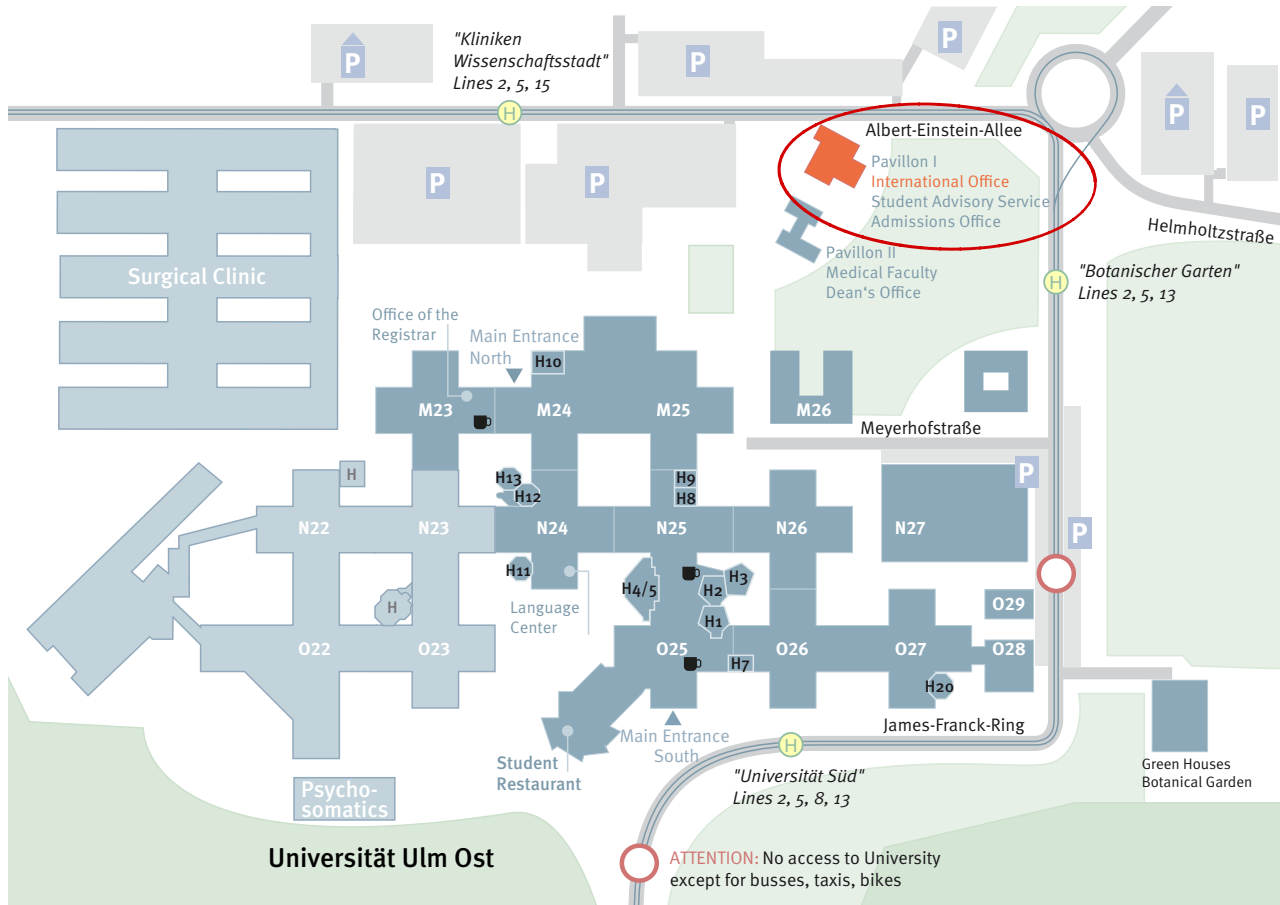 "Kliniken
Wissenschaftsstadt"
Lines 2, 5, 15
P
P
P
P
P
H
Albert-Einstein-Allee
Pavillon I
International Office
Student Advisory Service
Admissions Office
P
P
Helmholtzstraße
Pavillon II
Medical Faculty
Dean's Office
H
"Botanischer Garten"
Lines 2, 5, 13
Surgical Clinic
Office of the
Registrar
Main Entrance
North
H10
M23
M24
M25
M26
Meyerhofstraße
H
H13
H12
H9
H8
P
N22
N23
N24
N25
N26
N27
P
H11
H4/5
H2
H3
H
H1
Language
Center
O29
O22
O23
O25
H7
O26
O27
O28
H20
Main Entrance
South
James-Franck-Ring
Student
Restaurant
H
"Universität Süd"
Lines 2, 5, 8, 13
Green Houses
Botanical Garden
Psycho-
somatics
Universität Ulm Ost
ATTENTION: No access to University
except for busses, taxis, bikes